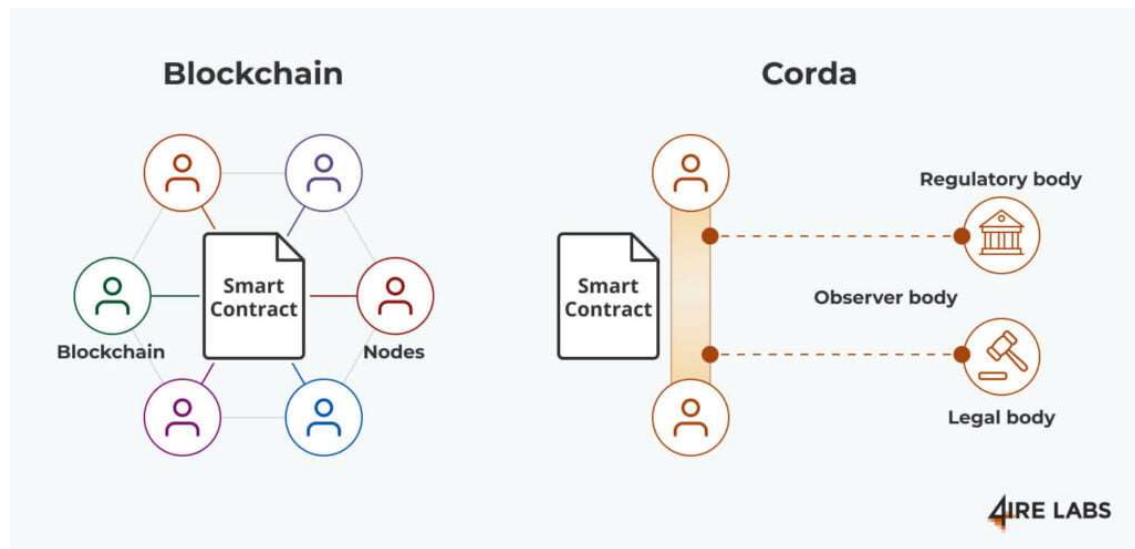 Blockchain
Smart
Contract
Blockchain
Nodes
Corda
Smart
Contract
Regulatory body
Observer body
Legal body
4IRE LABS